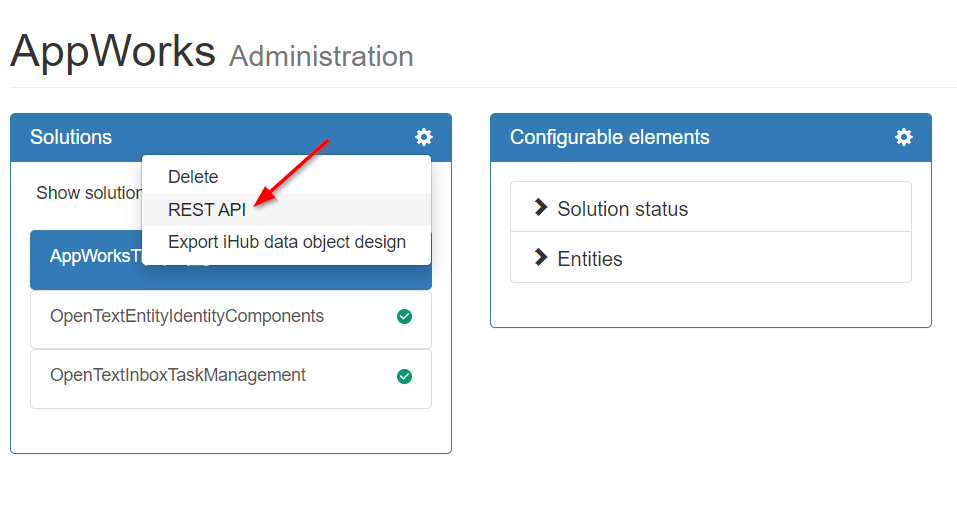 AppWorks Administration
Solutions
Delete
REST API
Export iHub data object design
Show solution
AppWorksT
OpenTextEntityIdentityComponents
OpenTextInboxTaskManagement
Configurable elements
Solution status
Entities